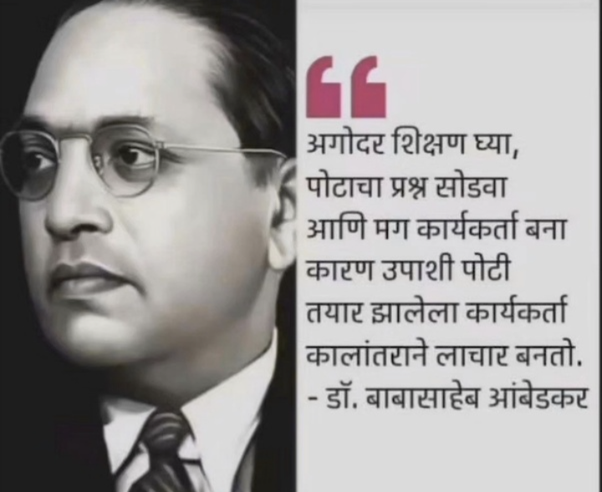 अगोदर शिक्षण घ्या,
पोटाचा प्रश्न सोडवा
आणि मग कार्यकर्ता बना
कारण उपाशी पोटी
तयार झालेला कार्यकर्ता
कालांतराने लाचार बनतो.
- डॉ. बाबासाहेब आंबेडकर